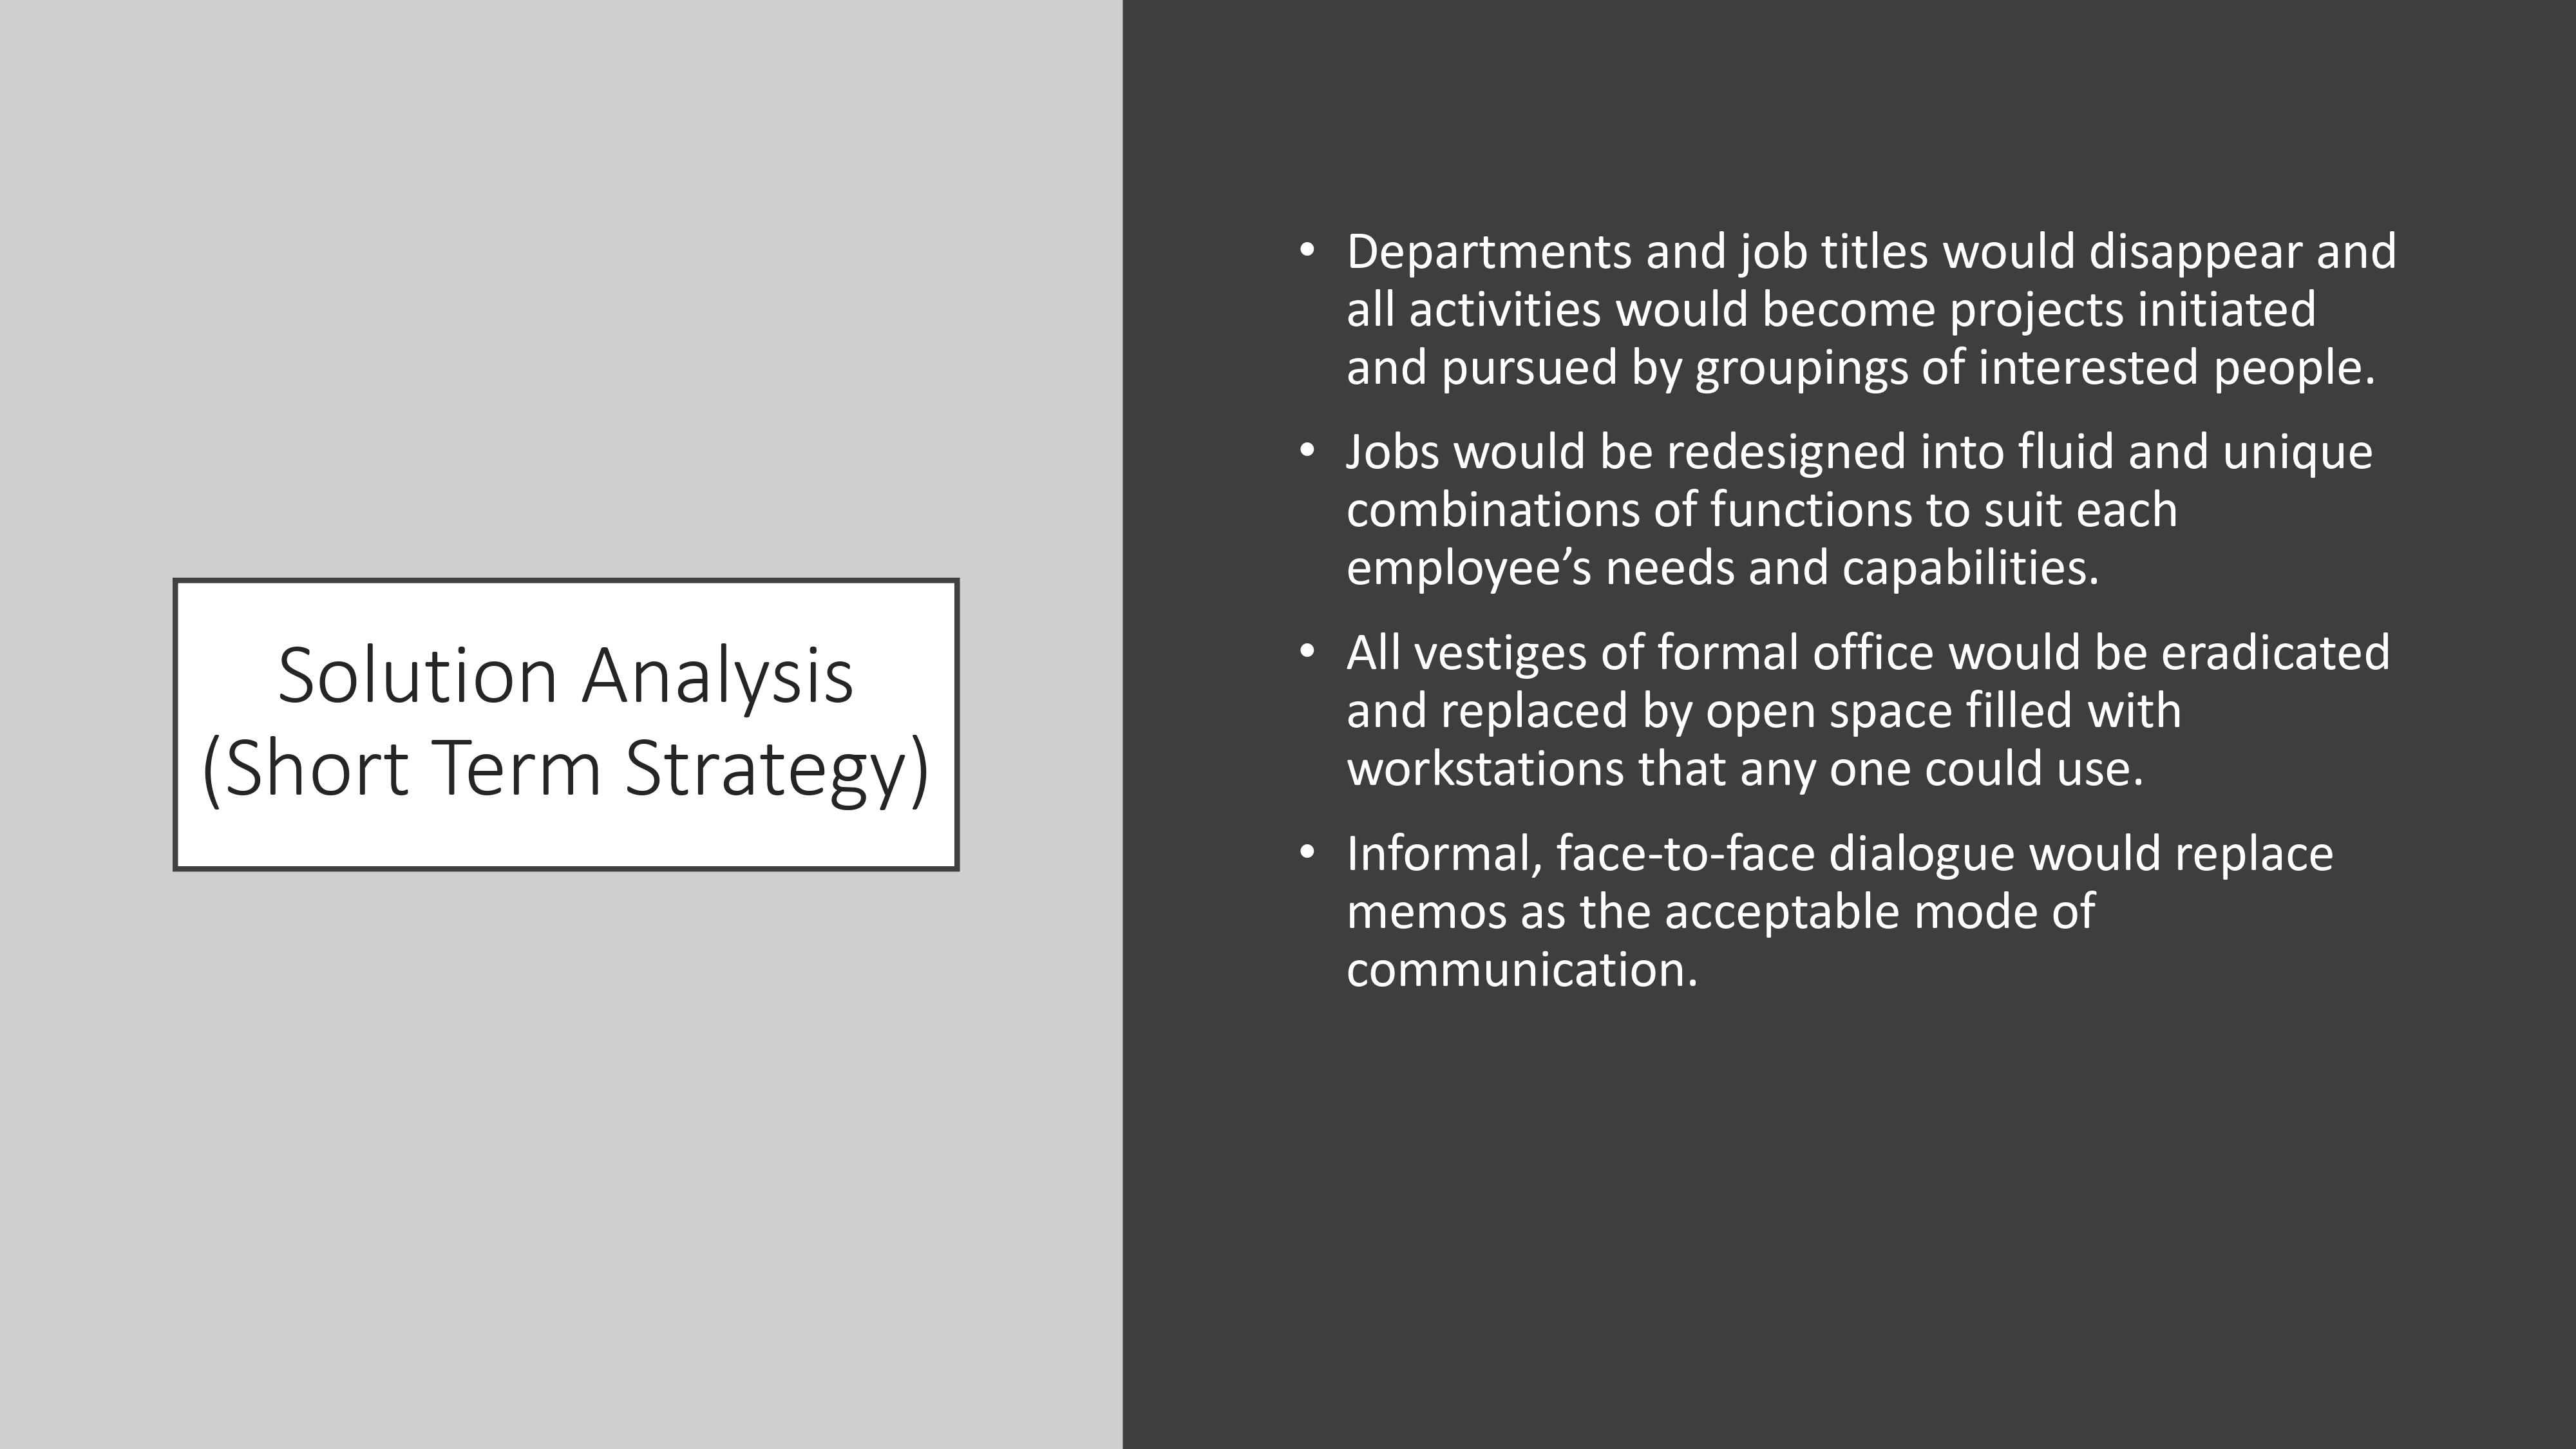 Solution Analysis
(Short Term Strategy)
• Departments and job titles would disappear and
all activities would become projects initiated
and pursued by groupings of interested people.
• Jobs would be redesigned into fluid and unique
combinations of functions to suit each
employee’s needs and capabilities.
• All vestiges of formal office would be eradicated
and replaced by open space filled with
workstations that any one could use.
• Informal, face-to-face dialogue would replace
memos as the acceptable mode of
communication.